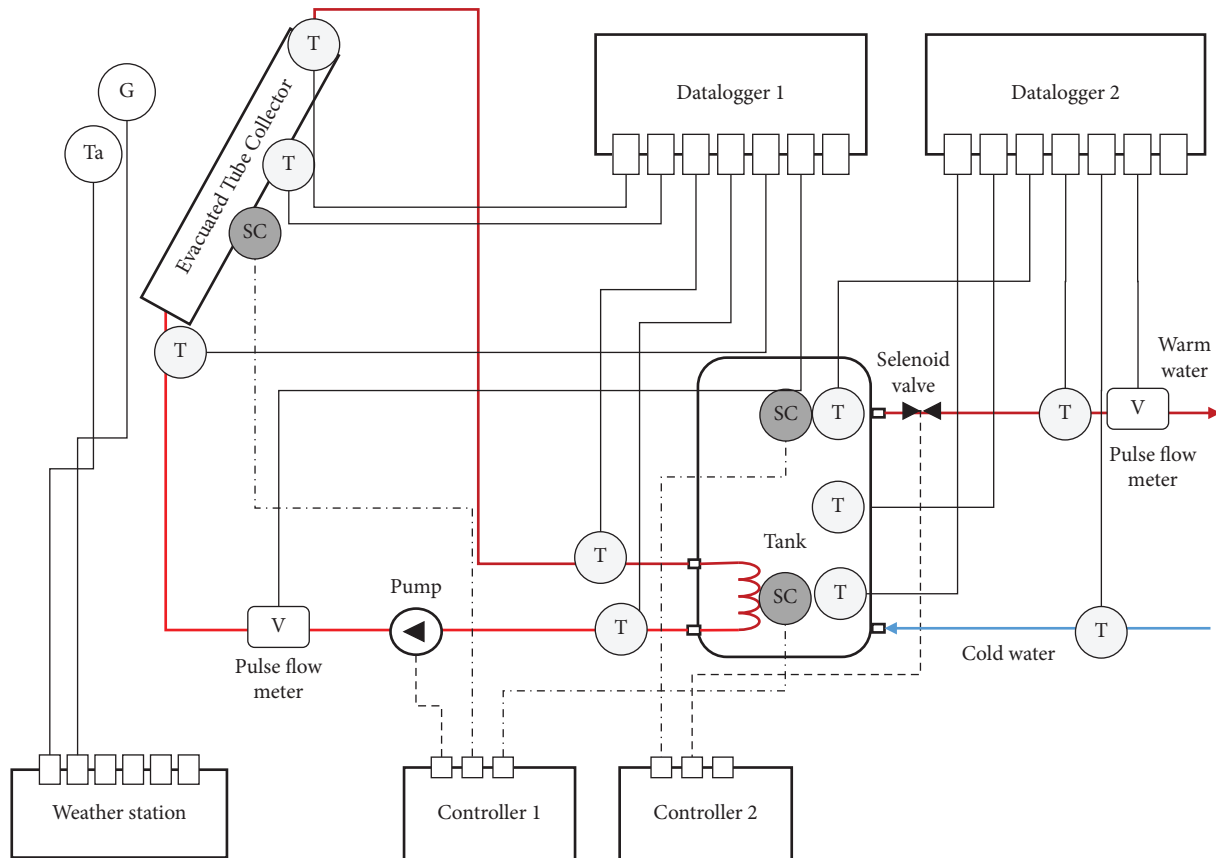 T
G
Ta
Evacuated Tube Collector
T
SC
T
Datalogger 1
Datalogger 2
Selenoid
valve
Warm
water
SC
T
T
V
Pulse flow
meter
T
Tank
T
SC
T
Pump
V
T
T
Pulse flow
meter
Cold water
Weather station
Controller 1
Controller 2